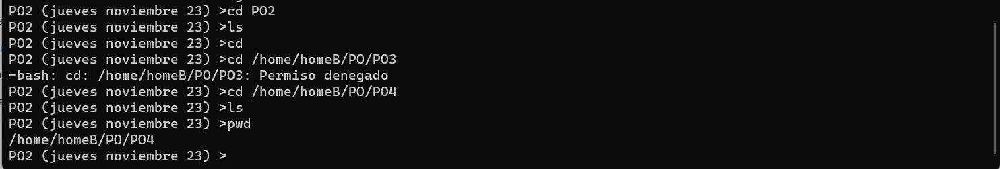 PO2 (jueves noviembre 23) >cd PO2
PO2 (jueves noviembre 23) >ls
PO2 (jueves noviembre 23) >cd
PO2 (jueves noviembre 23) >cd /home/homeB/PO/PO3
-bash: cd: /home/homeB/PO/PO3: Permiso denegado
PO2 (jueves noviembre 23) >cd /home/homeB/PO/PO4
PO2 (jueves noviembre 23) >ls
PO2 (jueves noviembre 23) >pwd
/home/homeB/PO/PO4
PO2 (jueves noviembre 23) >